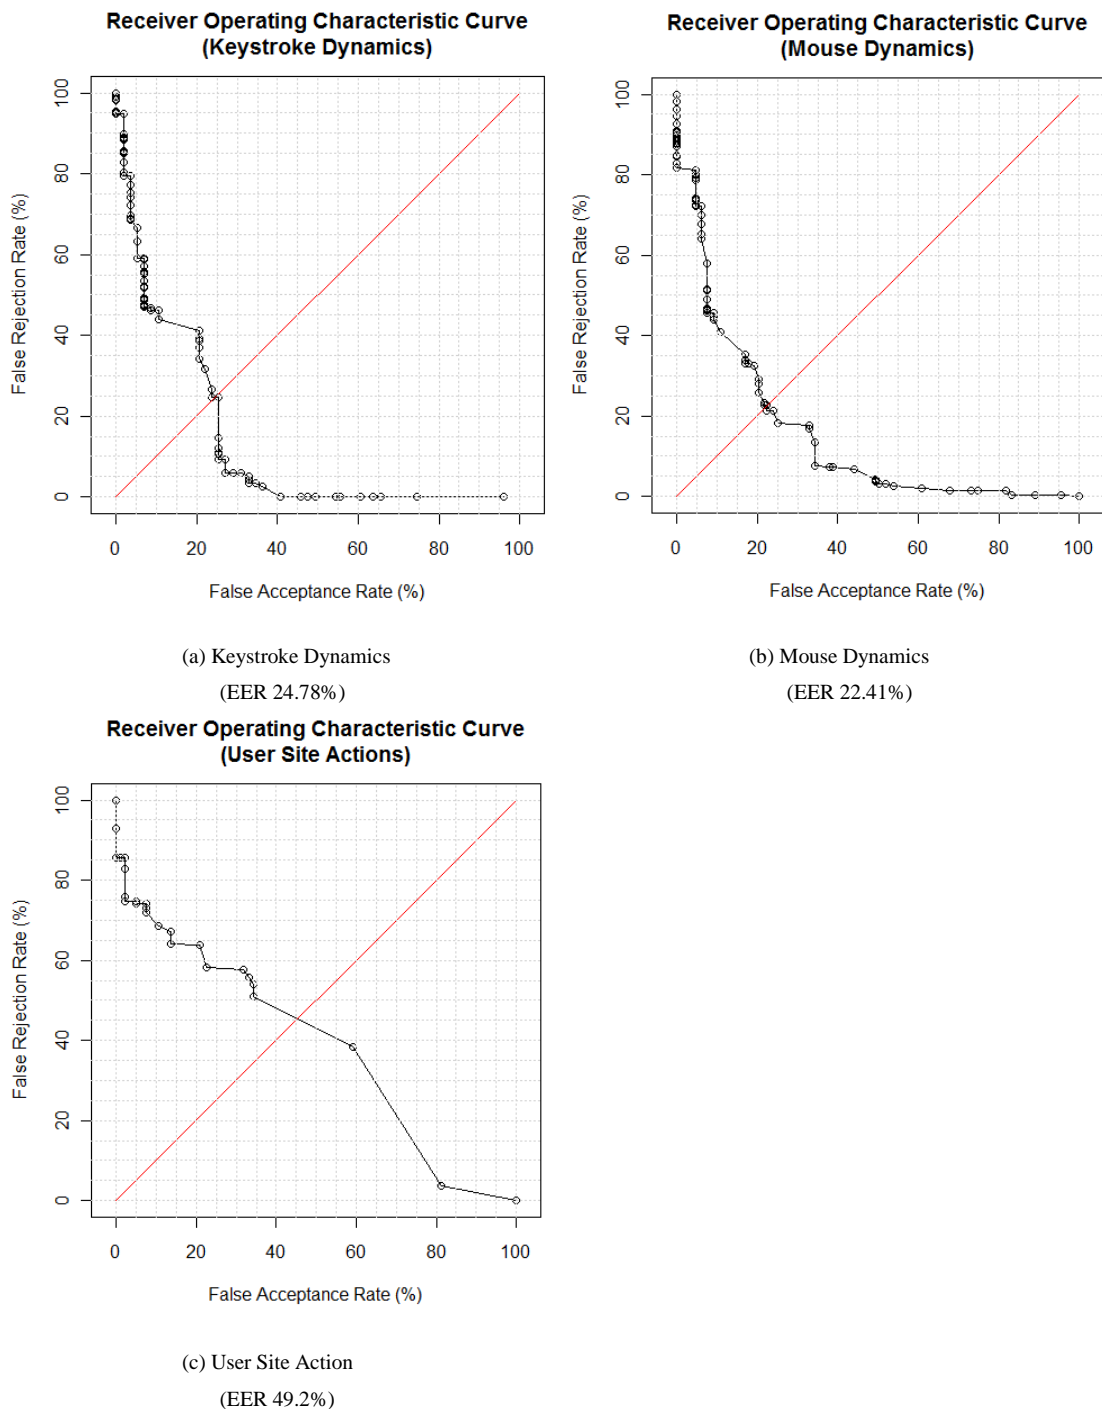 Receiver Operating Characteristic Curve
(Keystroke Dynamics)
False Rejection Rate (%)
100
80
60
40
20
0
0 20 40 60 80 100
False Acceptance Rate (%)
(a) Keystroke Dynamics
(EER 24.78%)
Receiver Operating Characteristic Curve
(Mouse Dynamics)
False Rejection Rate (%)
100
80
60
40
20
0
0 20 40 60 80 100
False Acceptance Rate (%)
(b) Mouse Dynamics
(EER 22.41%)
Receiver Operating Characteristic Curve
(User Site Actions)
False Rejection Rate (%)
100
80
60
40
20
0
0 20 40 60 80 100
False Acceptance Rate (%)
(c) User Site Action
(EER 49.2%)